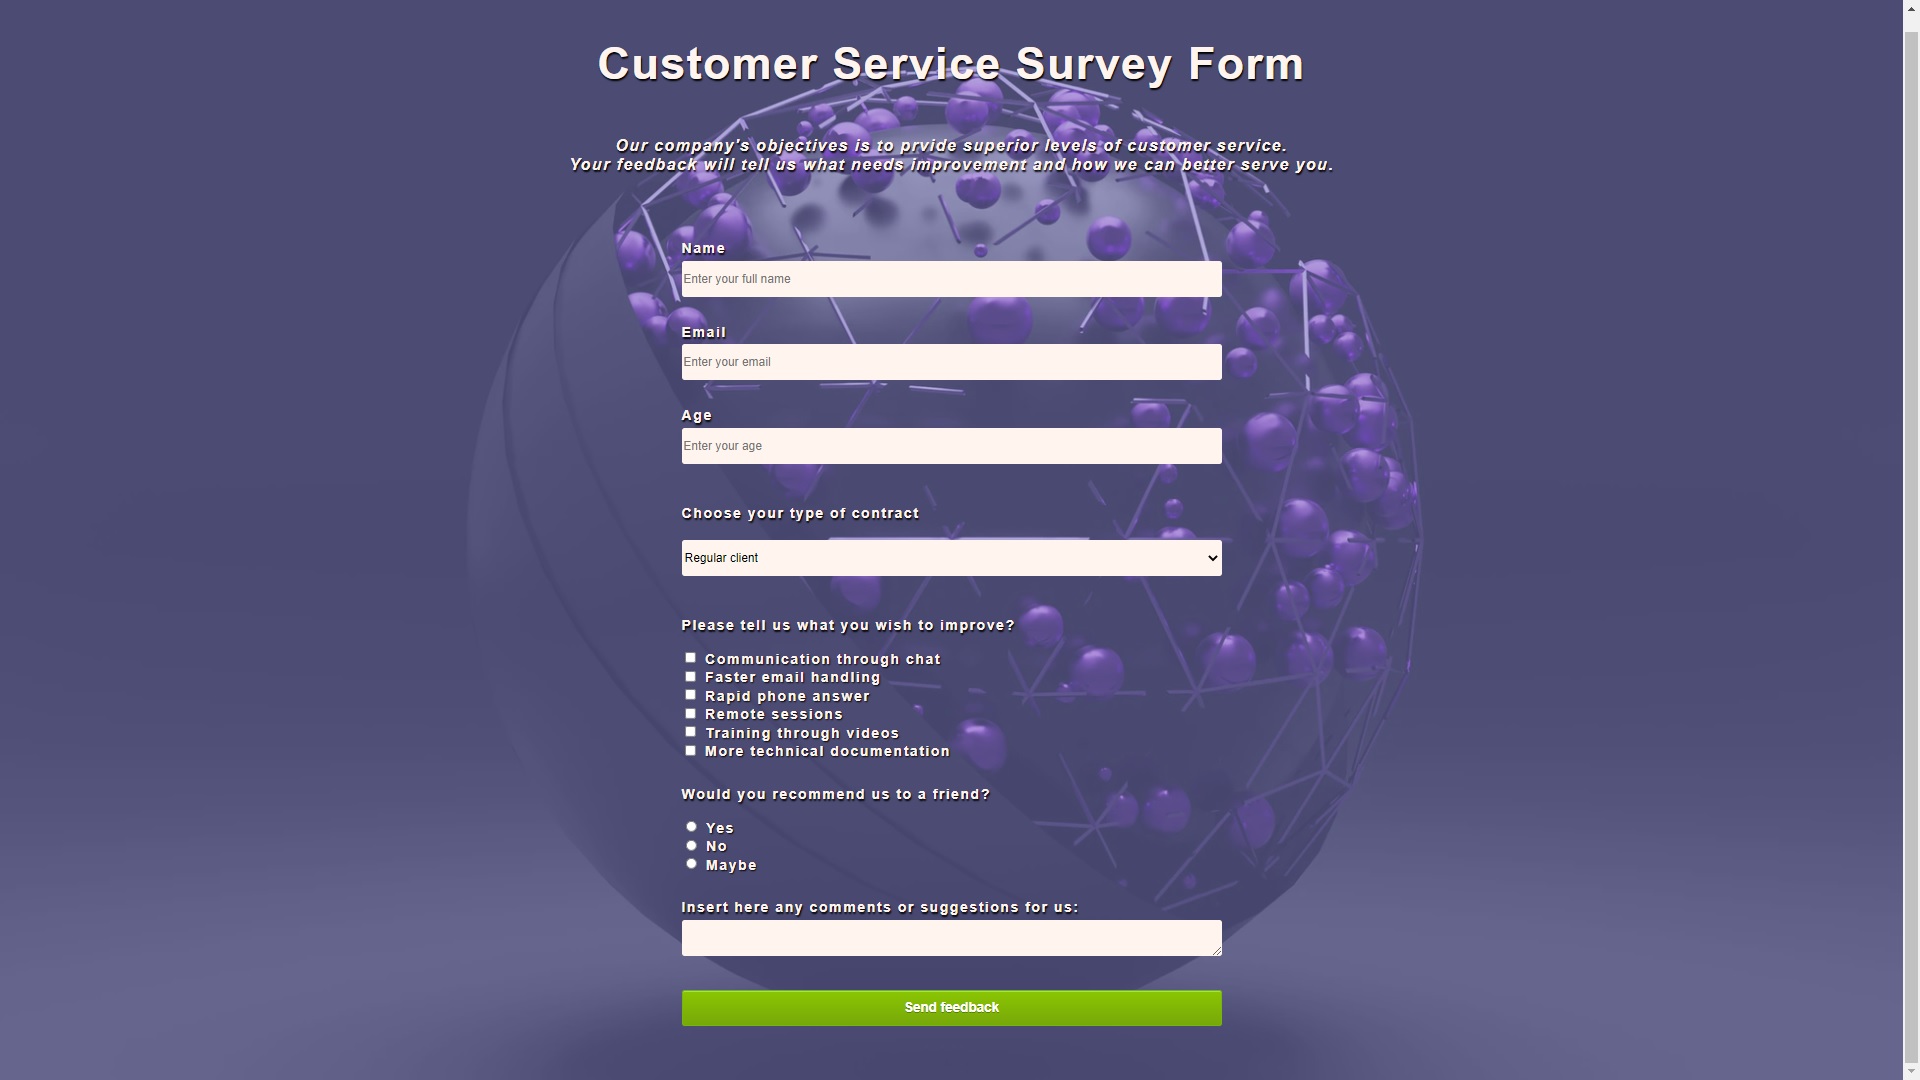 Customer Service Survey Form
Our company's objectives is to prvide superior levels of customer service.
Your feedback will tell us what needs improvement and how we can better serve you.
Name
Enter your full name
Email
Enter your email
Age
Enter your age
Choose your type of contract
Regular client
Please tell us what you wish to improve?
Communication through chat
Faster email handling
Rapid phone answer
Remote sessions
Training through videos
More technical documentation
Would you recommend us to a friend?
Yes
No
Maybe
Insert here any comments or suggestions for us:
Send feedback